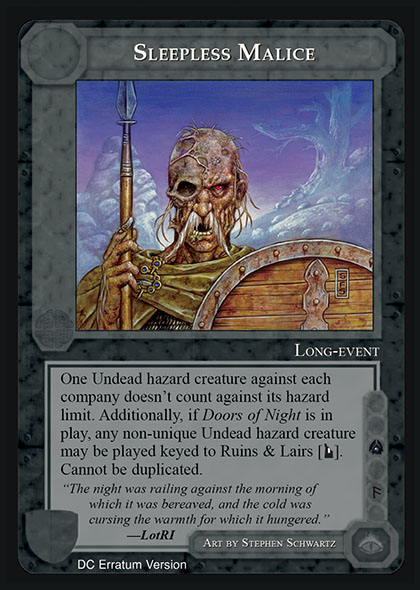 Sleepless Malice
Long-event
One Undead hazard creature against each
company doesn't count against its hazard
limit. Additionally, if Doors of Night is in
play, any non-unique Undead hazard creature
may be played keyed to Ruins & Lairs [ ].
Cannot be duplicated.
“The night was railing against the morning of
which it was bereaved, and the cold was
cursing the warmth for which it hungered.”
—LotRI
Art by Stephen Schwartz
DC Erratum Version